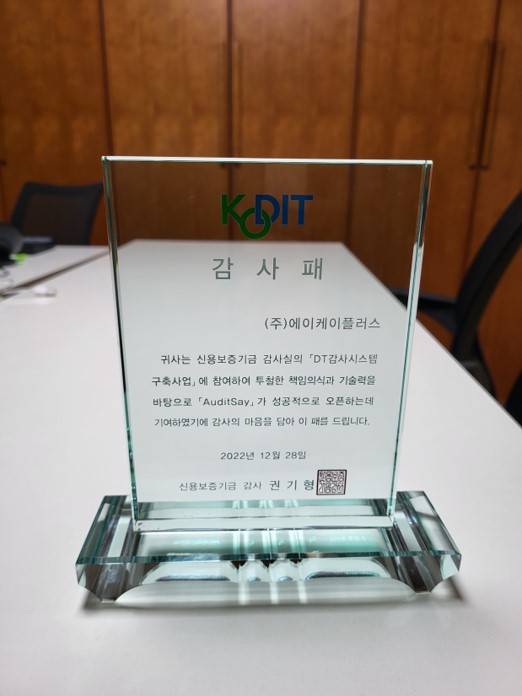 KODIT
감 사 패
(주)에이케이플러스
귀사는 신용보증기금 감사실의 「DT감사시스템
구축사업」에 참여하여 투철한 책임의식과 기술력을
바탕으로 「AuditSay」가 성공적으로 오픈하는데
기여하였기에 감사의 마음을 담아 이 패를 드립니다.
2022년 12월 28일
신용보증기금 감사 권 기 형